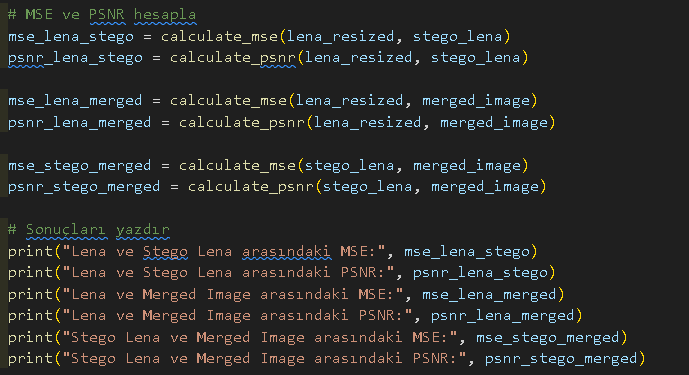 # MSE ve PSNR hesapla
mse_lena_stego = calculate_mse(lena_resized, stego_lena)
psnr_lena_stego = calculate_psnr(lena_resized, stego_lena)
mse_lena_merged = calculate_mse(lena_resized, merged_image)
psnr_lena_merged = calculate_psnr(lena_resized, merged_image)
mse_stego_merged = calculate_mse(stego_lena, merged_image)
psnr_stego_merged = calculate_psnr(stego_lena, merged_image)
# Sonuçları yazdır
print("Lena ve Stego Lena arasındaki MSE:", mse_lena_stego)
print("Lena ve Stego Lena arasındaki PSNR:", psnr_lena_stego)
print("Lena ve Merged Image arasındaki MSE:", mse_lena_merged)
print("Lena ve Merged Image arasındaki PSNR:", psnr_lena_merged)
print("Stego Lena ve Merged Image arasındaki MSE:", mse_stego_merged)
print("Stego Lena ve Merged Image arasındaki PSNR:", psnr_stego_merged)